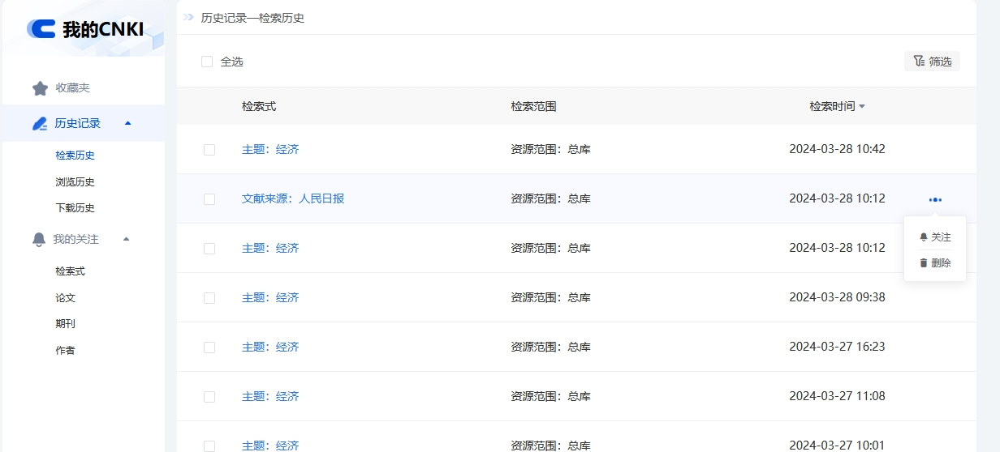 我的CNKI
收藏夹
历史记录
检索历史
浏览历史
下载历史
我的关注
检索式
论文
期刊
作者
历史记录—检索历史
全选
筛选
检索式 检索范围 检索时间
主题：经济 资源范围：总库 2024-03-28 10:42
文献来源：人民日报 资源范围：总库 2024-03-28 10:12
关注
删除
主题：经济 资源范围：总库 2024-03-28 10:12
主题：经济 资源范围：总库 2024-03-28 09:38
主题：经济 资源范围：总库 2024-03-27 16:23
主题：经济 资源范围：总库 2024-03-27 11:08
主题：经济 资源范围：总库 2024-03-27 10:01